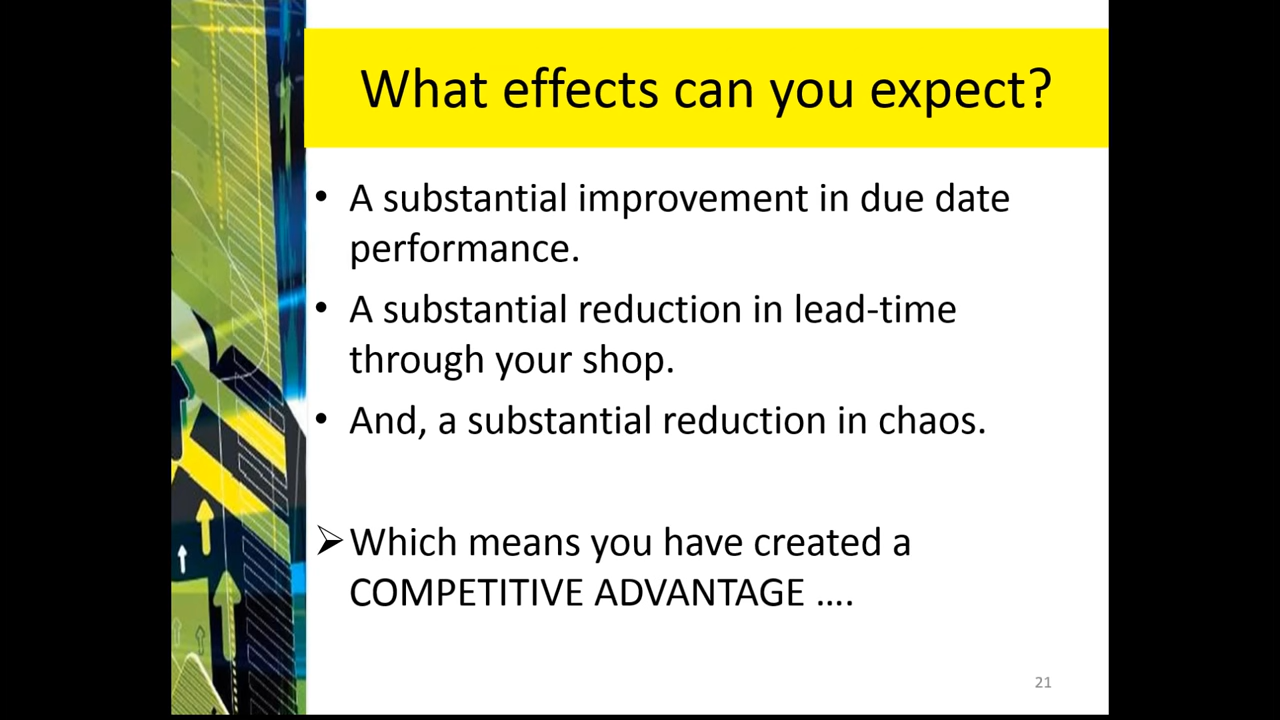 What effects can you expect?
• A substantial improvement in due date
performance.
• A substantial reduction in lead-time
through your shop.
• And, a substantial reduction in chaos.
➢ Which means you have created a
COMPETITIVE ADVANTAGE ....
21